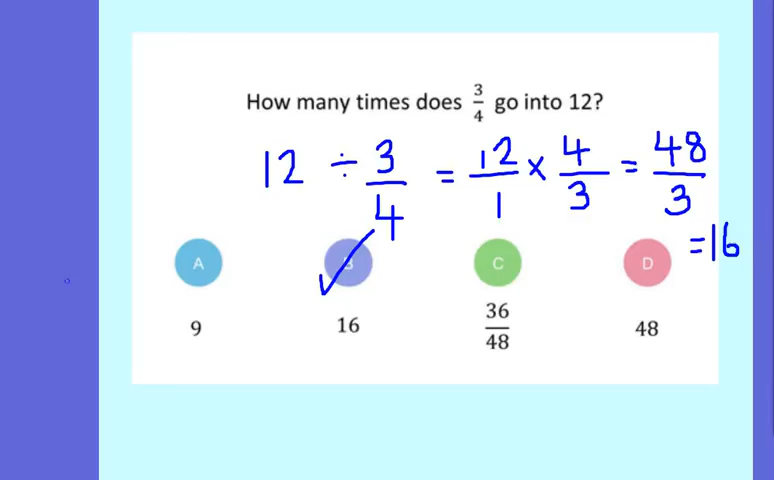 How many times does 3/4 go into 12?
12 ÷ 3/4 = 12/1 × 4/3 = 48/3
=16
A B C D
9 16 36/48 48